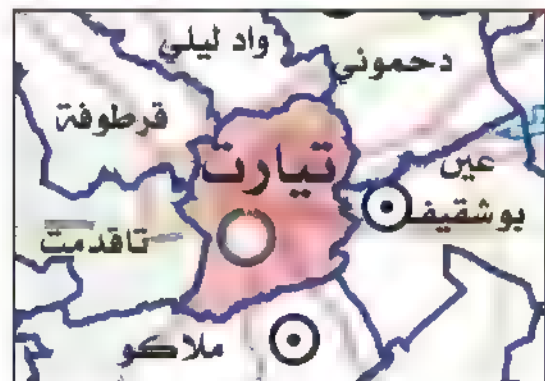 واد ليلي
دحموني
قرطوفة
تيارت
عين
بوشقيف
تاقدمت
ملاكو